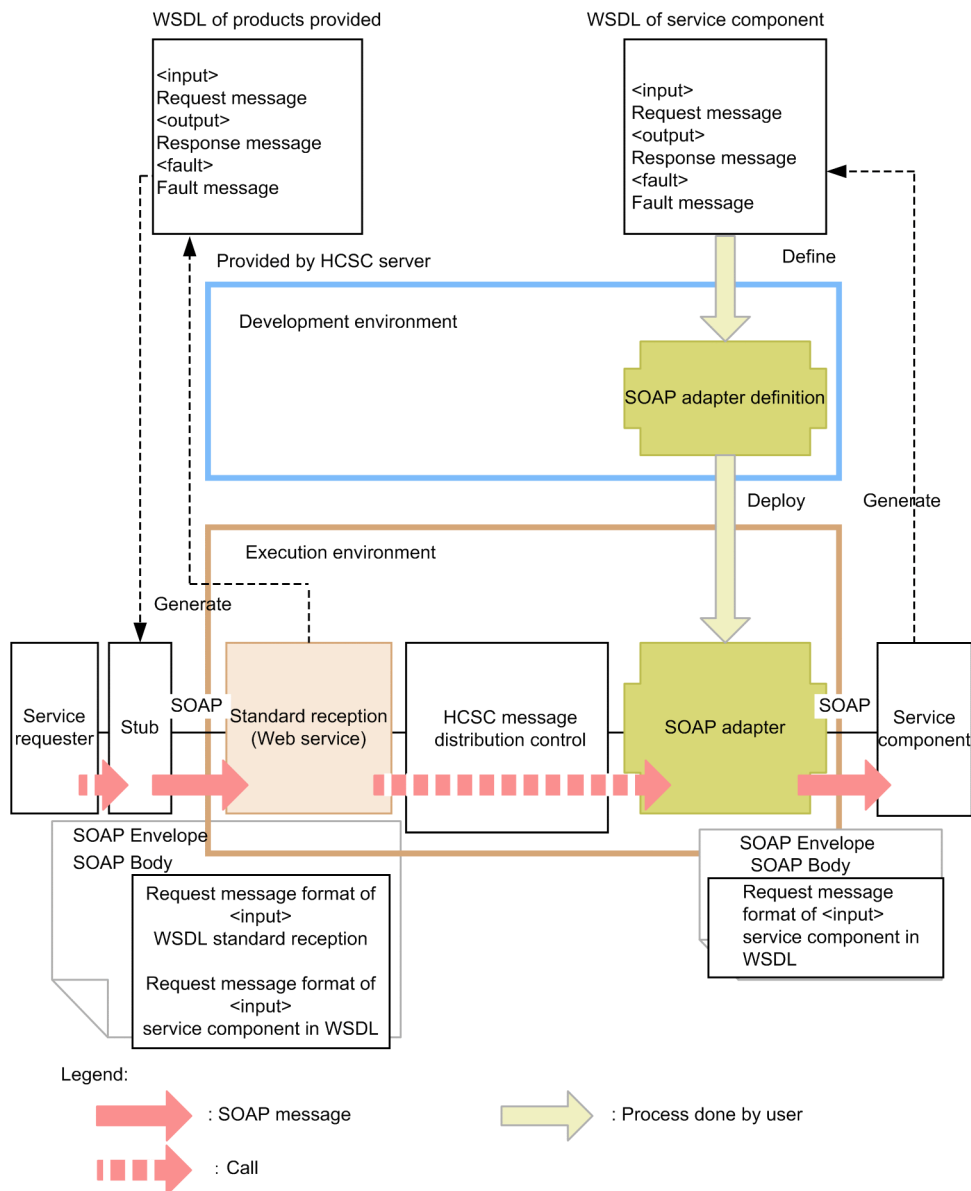 WSDL of products provided
WSDL of service component
<input>
Request message
<output>
Response message
<fault>
Fault message
<input>
Request message
<output>
Response message
<fault>
Fault message
Provided by HCSC server
Define
Development environment
SOAP adapter definition
Deploy
Generate
Execution environment
Generate
Service
requester
Stub
SOAP
Standard reception
(Web service)
HCSC message
distribution control
SOAP adapter
SOAP
Service
component
SOAP Envelope
SOAP Body
Request message format of
<input>
WSDL standard reception
Request message format of
<input>
service component in WSDL
SOAP Envelope
SOAP Body
Request message
format of <input>
service component in
WSDL
Legend:
: SOAP message
: Process done by user
: Call